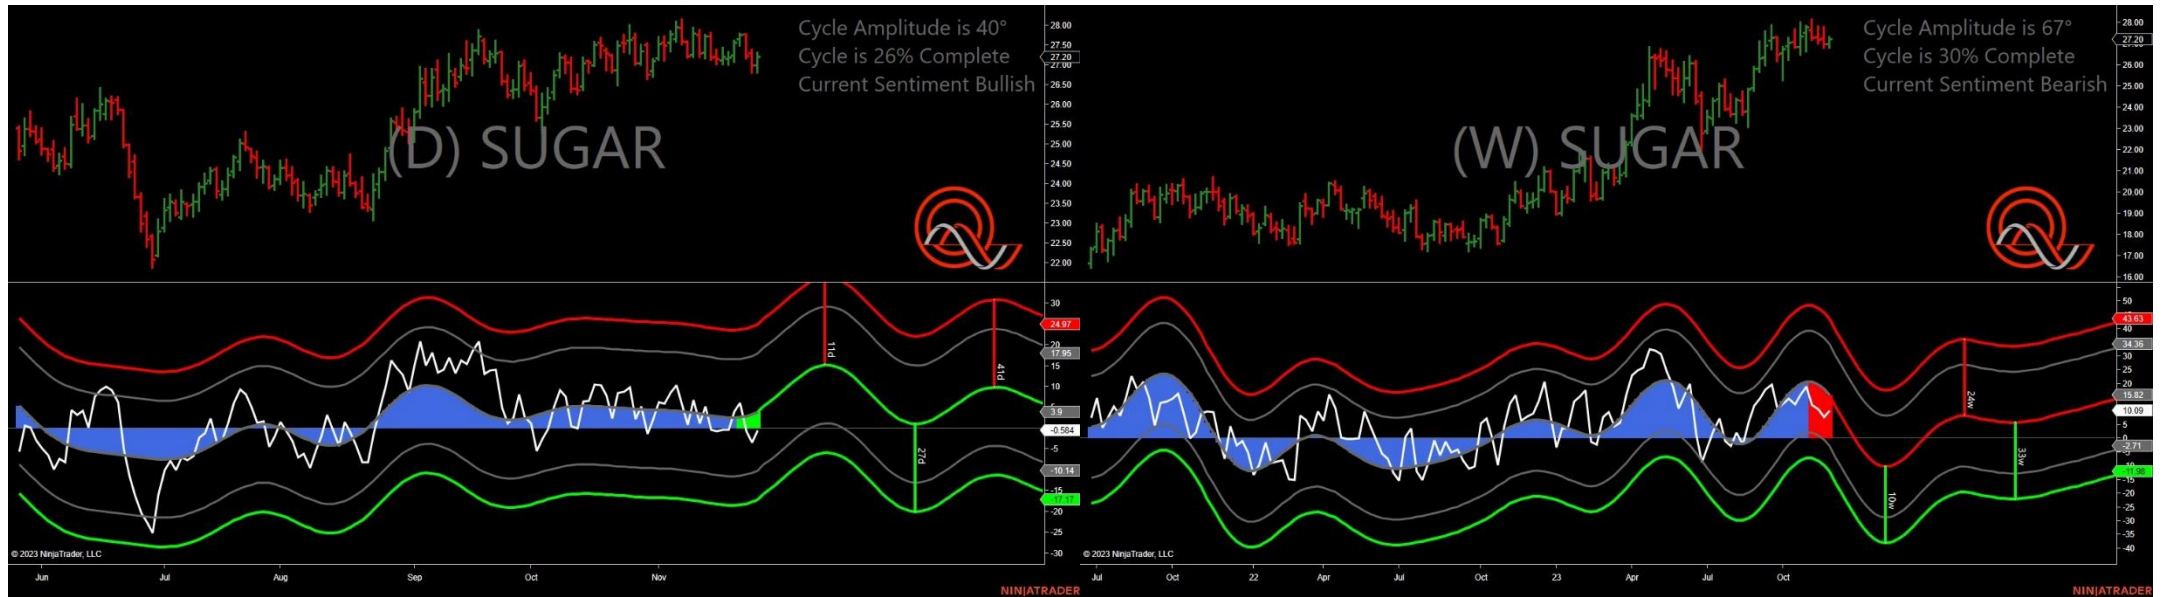 Cycle Amplitude is 40°
Cycle is 26% Complete
Current Sentiment Bullish
(D) SUGAR
28.00
27.50
27.20
27.00
26.50
26.00
25.50
25.00
24.50
24.00
23.50
23.00
22.50
22.00
30
24.97
20
17.95
15
10
5
3.9
-0.584
-5
-10.14
-15
-17.17
-20
-25
-30
11d
27d
41d
© 2023 NinjaTrader, LLC
Jun
Jul
Aug
Sep
Oct
Nov
NINJATRADER
Cycle Amplitude is 67°
Cycle is 30% Complete
Current Sentiment Bearish
(W) SUGAR
28.00
27.20
26.00
25.00
24.00
23.00
22.00
21.00
20.00
19.00
18.00
17.00
16.00
50
43.63
40
34.36
30
25
20
15.82
10.09
5
0
-2.71
-11.98
-15
-20
-25
-30
-35
-40
10w
24w
33w
© 2023 NinjaTrader, LLC
Jul
Oct
22
Apr
Jul
Oct
23
Apr
Jul
Oct
NINJATRADER